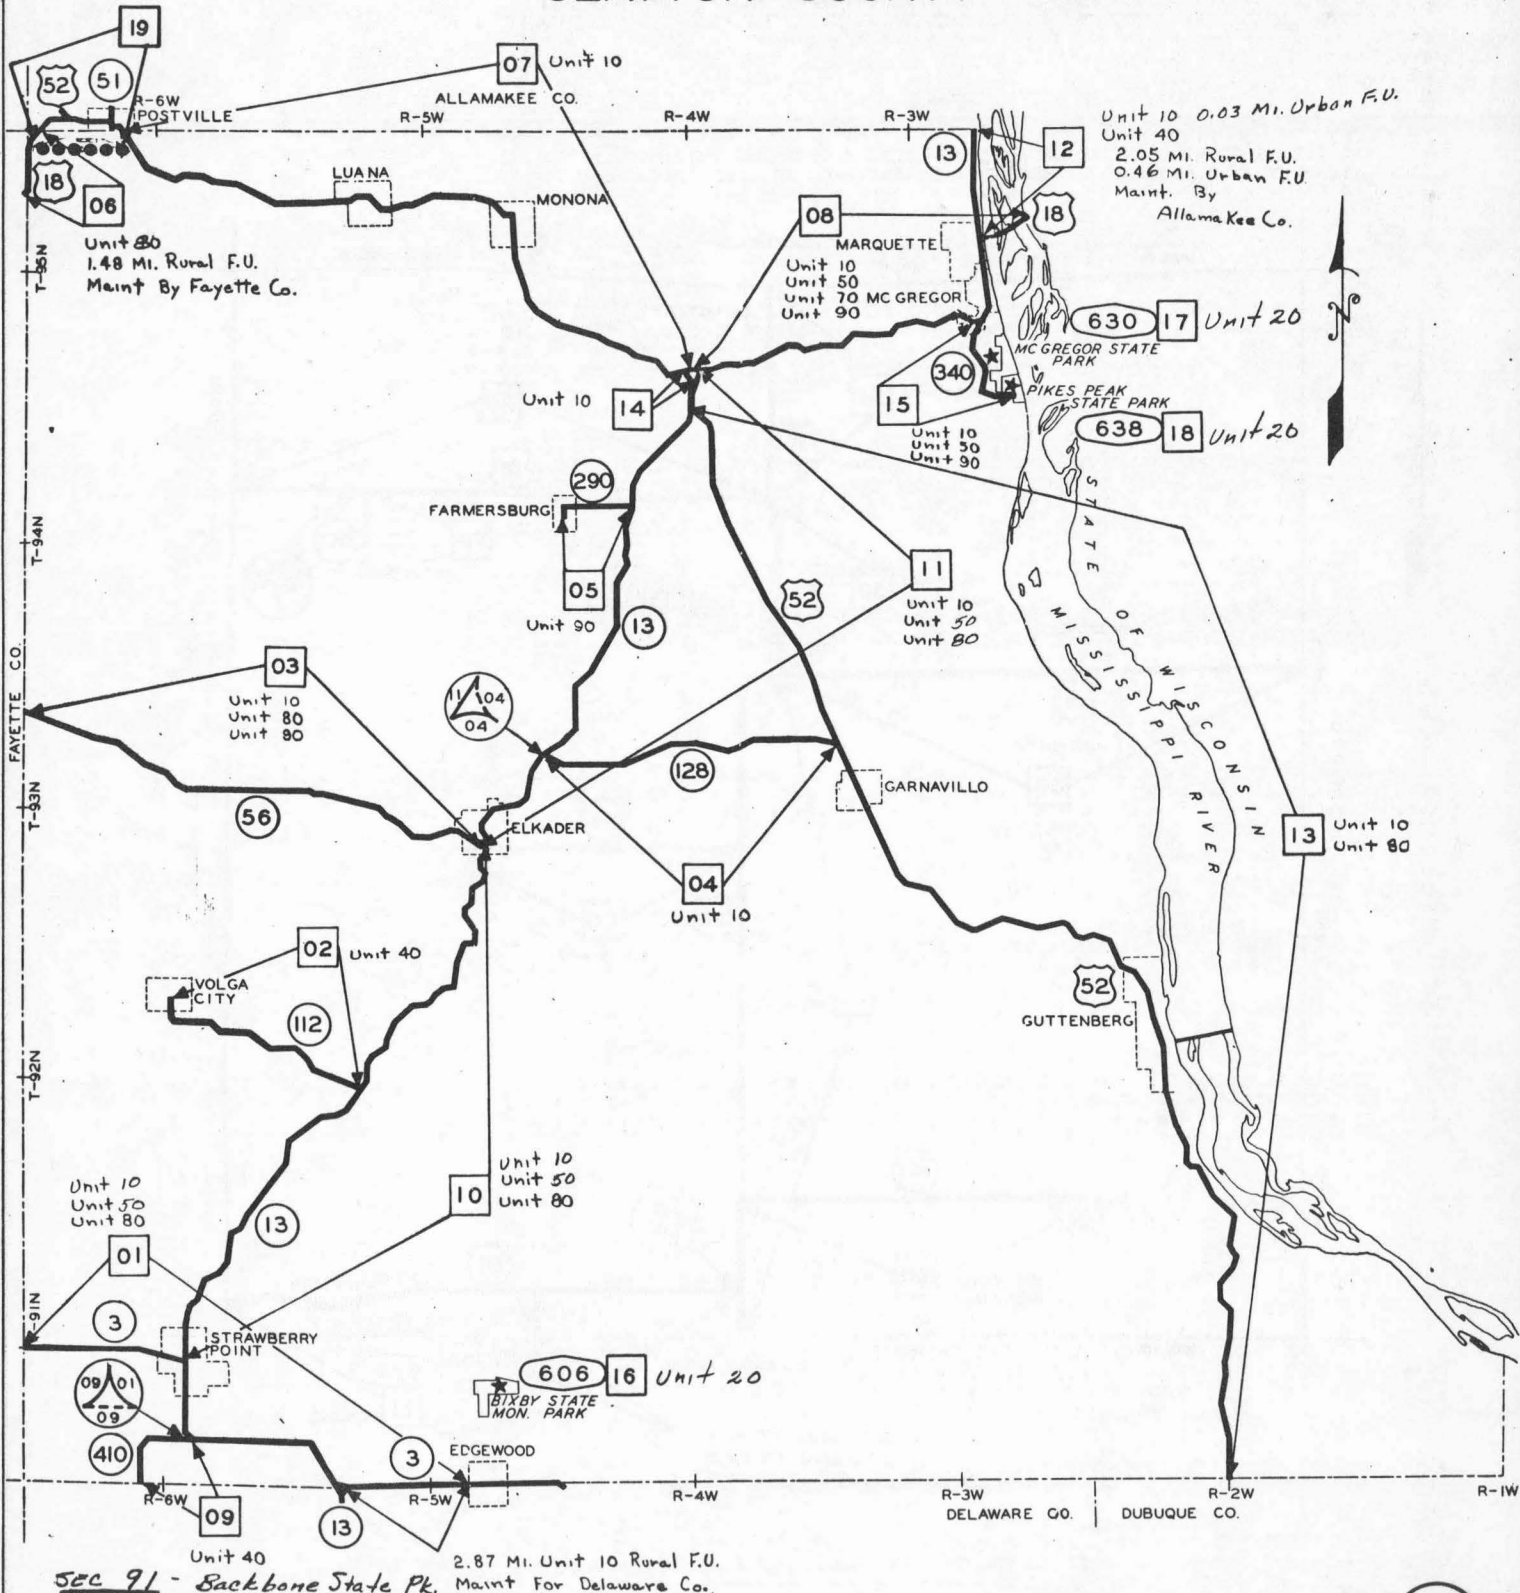 19
52
51
R-6W
POSTVILLE
07 Unit 10
ALLAMAKEE CO.
R-5W
R-4W
R-3W
Unit 10 0.03 Mi. Urban F.U.
Unit 40
2.05 Mi. Rural F.U.
0.46 Mi. Urban F.U.
Maint. By
Allamakee Co.
13
12
18
06
Unit 80
1.48 Mi. Rural F.U.
Maint By Fayette Co.
T-95N
LUANA
MONONA
08
18
MARQUETTE
Unit 10
Unit 50
Unit 70 MC GREGOR
Unit 90
630 17 Unit 20
MC GREGOR STATE
PARK
N
340
PIKES PEAK
STATE PARK
638 18 Unit 20
Unit 10 14
15
Unit 10
Unit 50
Unit 90
290
FARMERSBURG
T-94N
05
Unit 90
13
11
Unit 10
Unit 50
Unit 80
52
STATE OF WISCONSIN
MISSISSIPPI RIVER
FAYETTE CO.
03
Unit 10
Unit 80
Unit 80
11 04
04
128
GARNAVILLO
T-93N
56
ELKADER
13 Unit 10
Unit 80
04
Unit 10
02 Unit 40
VOLGA
CITY
112
52
GUTTENBERG
T-92N
Unit 10
Unit 50
Unit 80
10
Unit 10
Unit 50
Unit 80
01
13
T-91N
3
STRAWBERRY
POINT
09 01
09
606 16 Unit 20
BIXBY STATE
MON. PARK
410
3
EDGEWOOD
R-6W
R-5W
R-4W
R-3W
R-2W
R-1W
09
13
DELAWARE CO.
DUBUQUE CO.
Unit 40
2.87 Mi. Unit 10 Rural F.U.
SEC 91 - Backbone State Pk. Maint For Delaware Co.